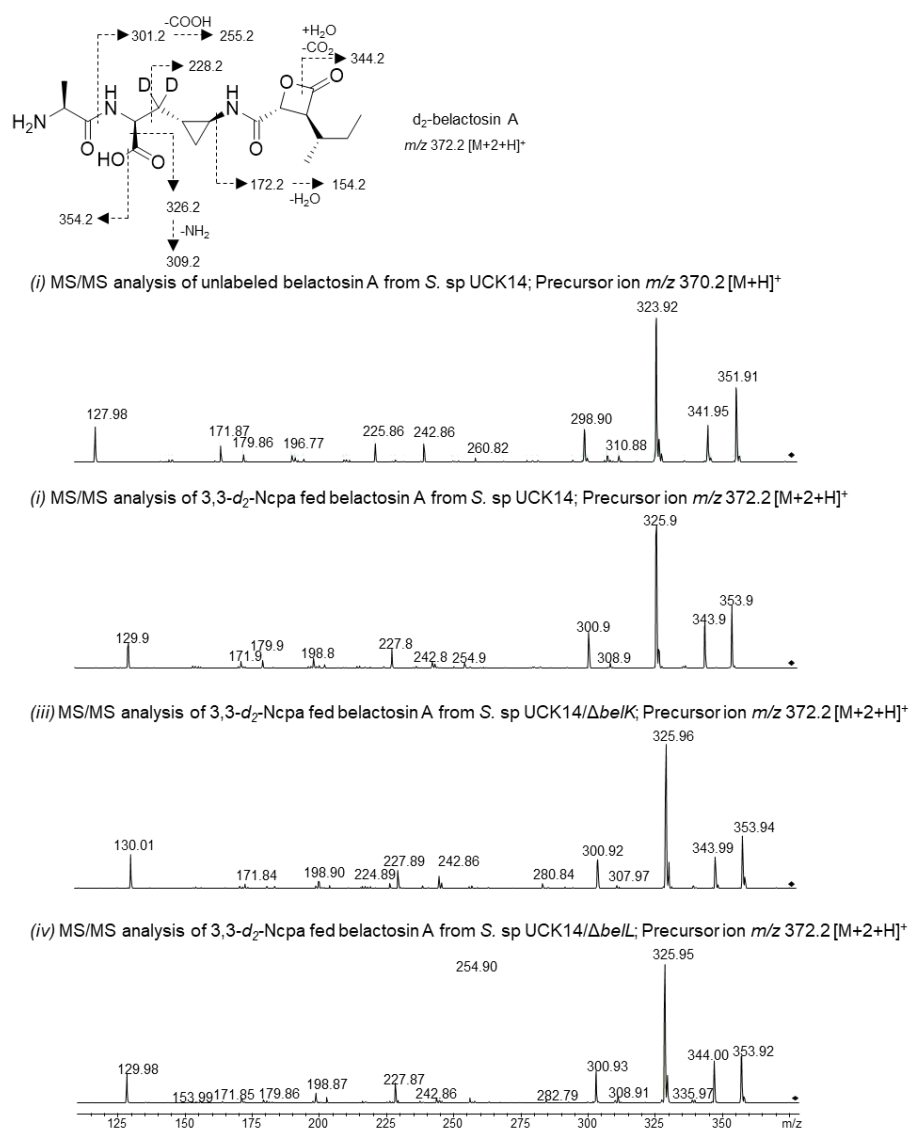 -COOH
301.2
255.2
+H₂O
-CO₂
344.2
228.2
D D
H
N
O
HO
O
H₂N
O
H
N
O
O
O
d₂-belactosin A
m/z 372.2 [M+2+H]⁺
172.2
-H₂O
154.2
354.2
326.2
-NH₂
309.2
(i) MS/MS analysis of unlabeled belactosin A from S. sp UCK14; Precursor ion m/z 370.2 [M+H]⁺
127.98
171.87
179.86
196.77
225.86
242.86
260.82
298.90
310.88
323.92
341.95
351.91
(i) MS/MS analysis of 3,3-d₂-Ncpa fed belactosin A from S. sp UCK14; Precursor ion m/z 372.2 [M+2+H]⁺
129.9
171.9
179.9
198.8
227.8
242.8
254.9
300.9
308.9
325.9
343.9
353.9
(iii) MS/MS analysis of 3,3-d₂-Ncpa fed belactosin A from S. sp UCK14/ΔbelK; Precursor ion m/z 372.2 [M+2+H]⁺
130.01
171.84
198.90
224.89
227.89
242.86
280.84
300.92
307.97
325.96
343.99
353.94
(iv) MS/MS analysis of 3,3-d₂-Ncpa fed belactosin A from S. sp UCK14/ΔbelL; Precursor ion m/z 372.2 [M+2+H]⁺
254.90
129.98
153.99
171.85
179.86
198.87
227.87
242.86
282.79
300.93
308.91
325.95
335.97
344.00
353.92
125 150 175 200 225 250 275 300 325 350 m/z